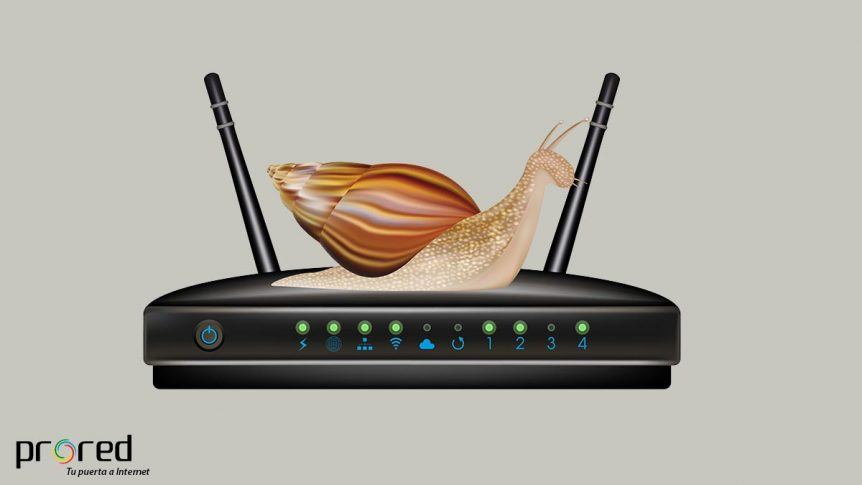 1 2 3 4
prored
Tu puerta a Internet